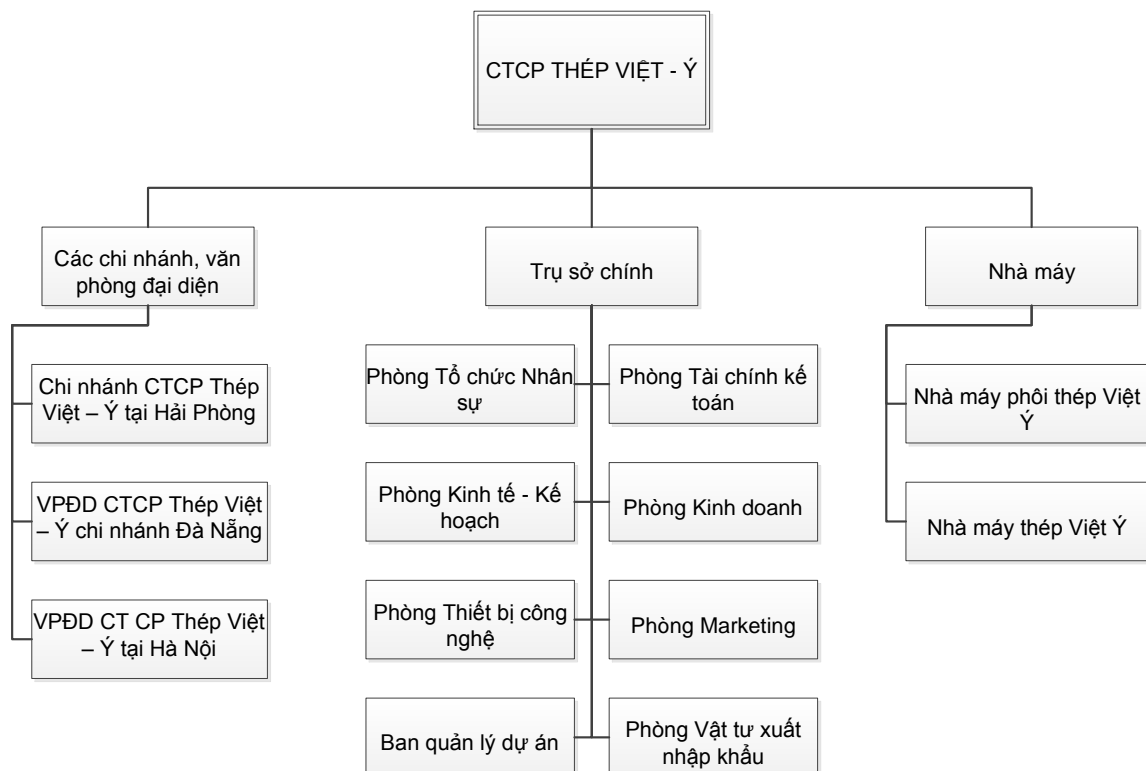 CTCP THÉP VIỆT - Ý
Các chi nhánh, văn
phòng đại diện
Trụ sở chính
Nhà máy
Chi nhánh CTCP Thép
Việt – Ý tại Hải Phòng
VPĐD CTCP Thép Việt
– Ý chi nhánh Đà Nẵng
VPĐD CT CP Thép Việt
– Ý tại Hà Nội
Phòng Tổ chức Nhân
sự
Phòng Tài chính kế
toán
Phòng Kinh tế - Kế
hoạch
Phòng Kinh doanh
Phòng Thiết bị công
nghệ
Phòng Marketing
Ban quản lý dự án
Phòng Vật tư xuất
nhập khẩu
Nhà máy phôi thép Việt
Ý
Nhà máy thép Việt Ý